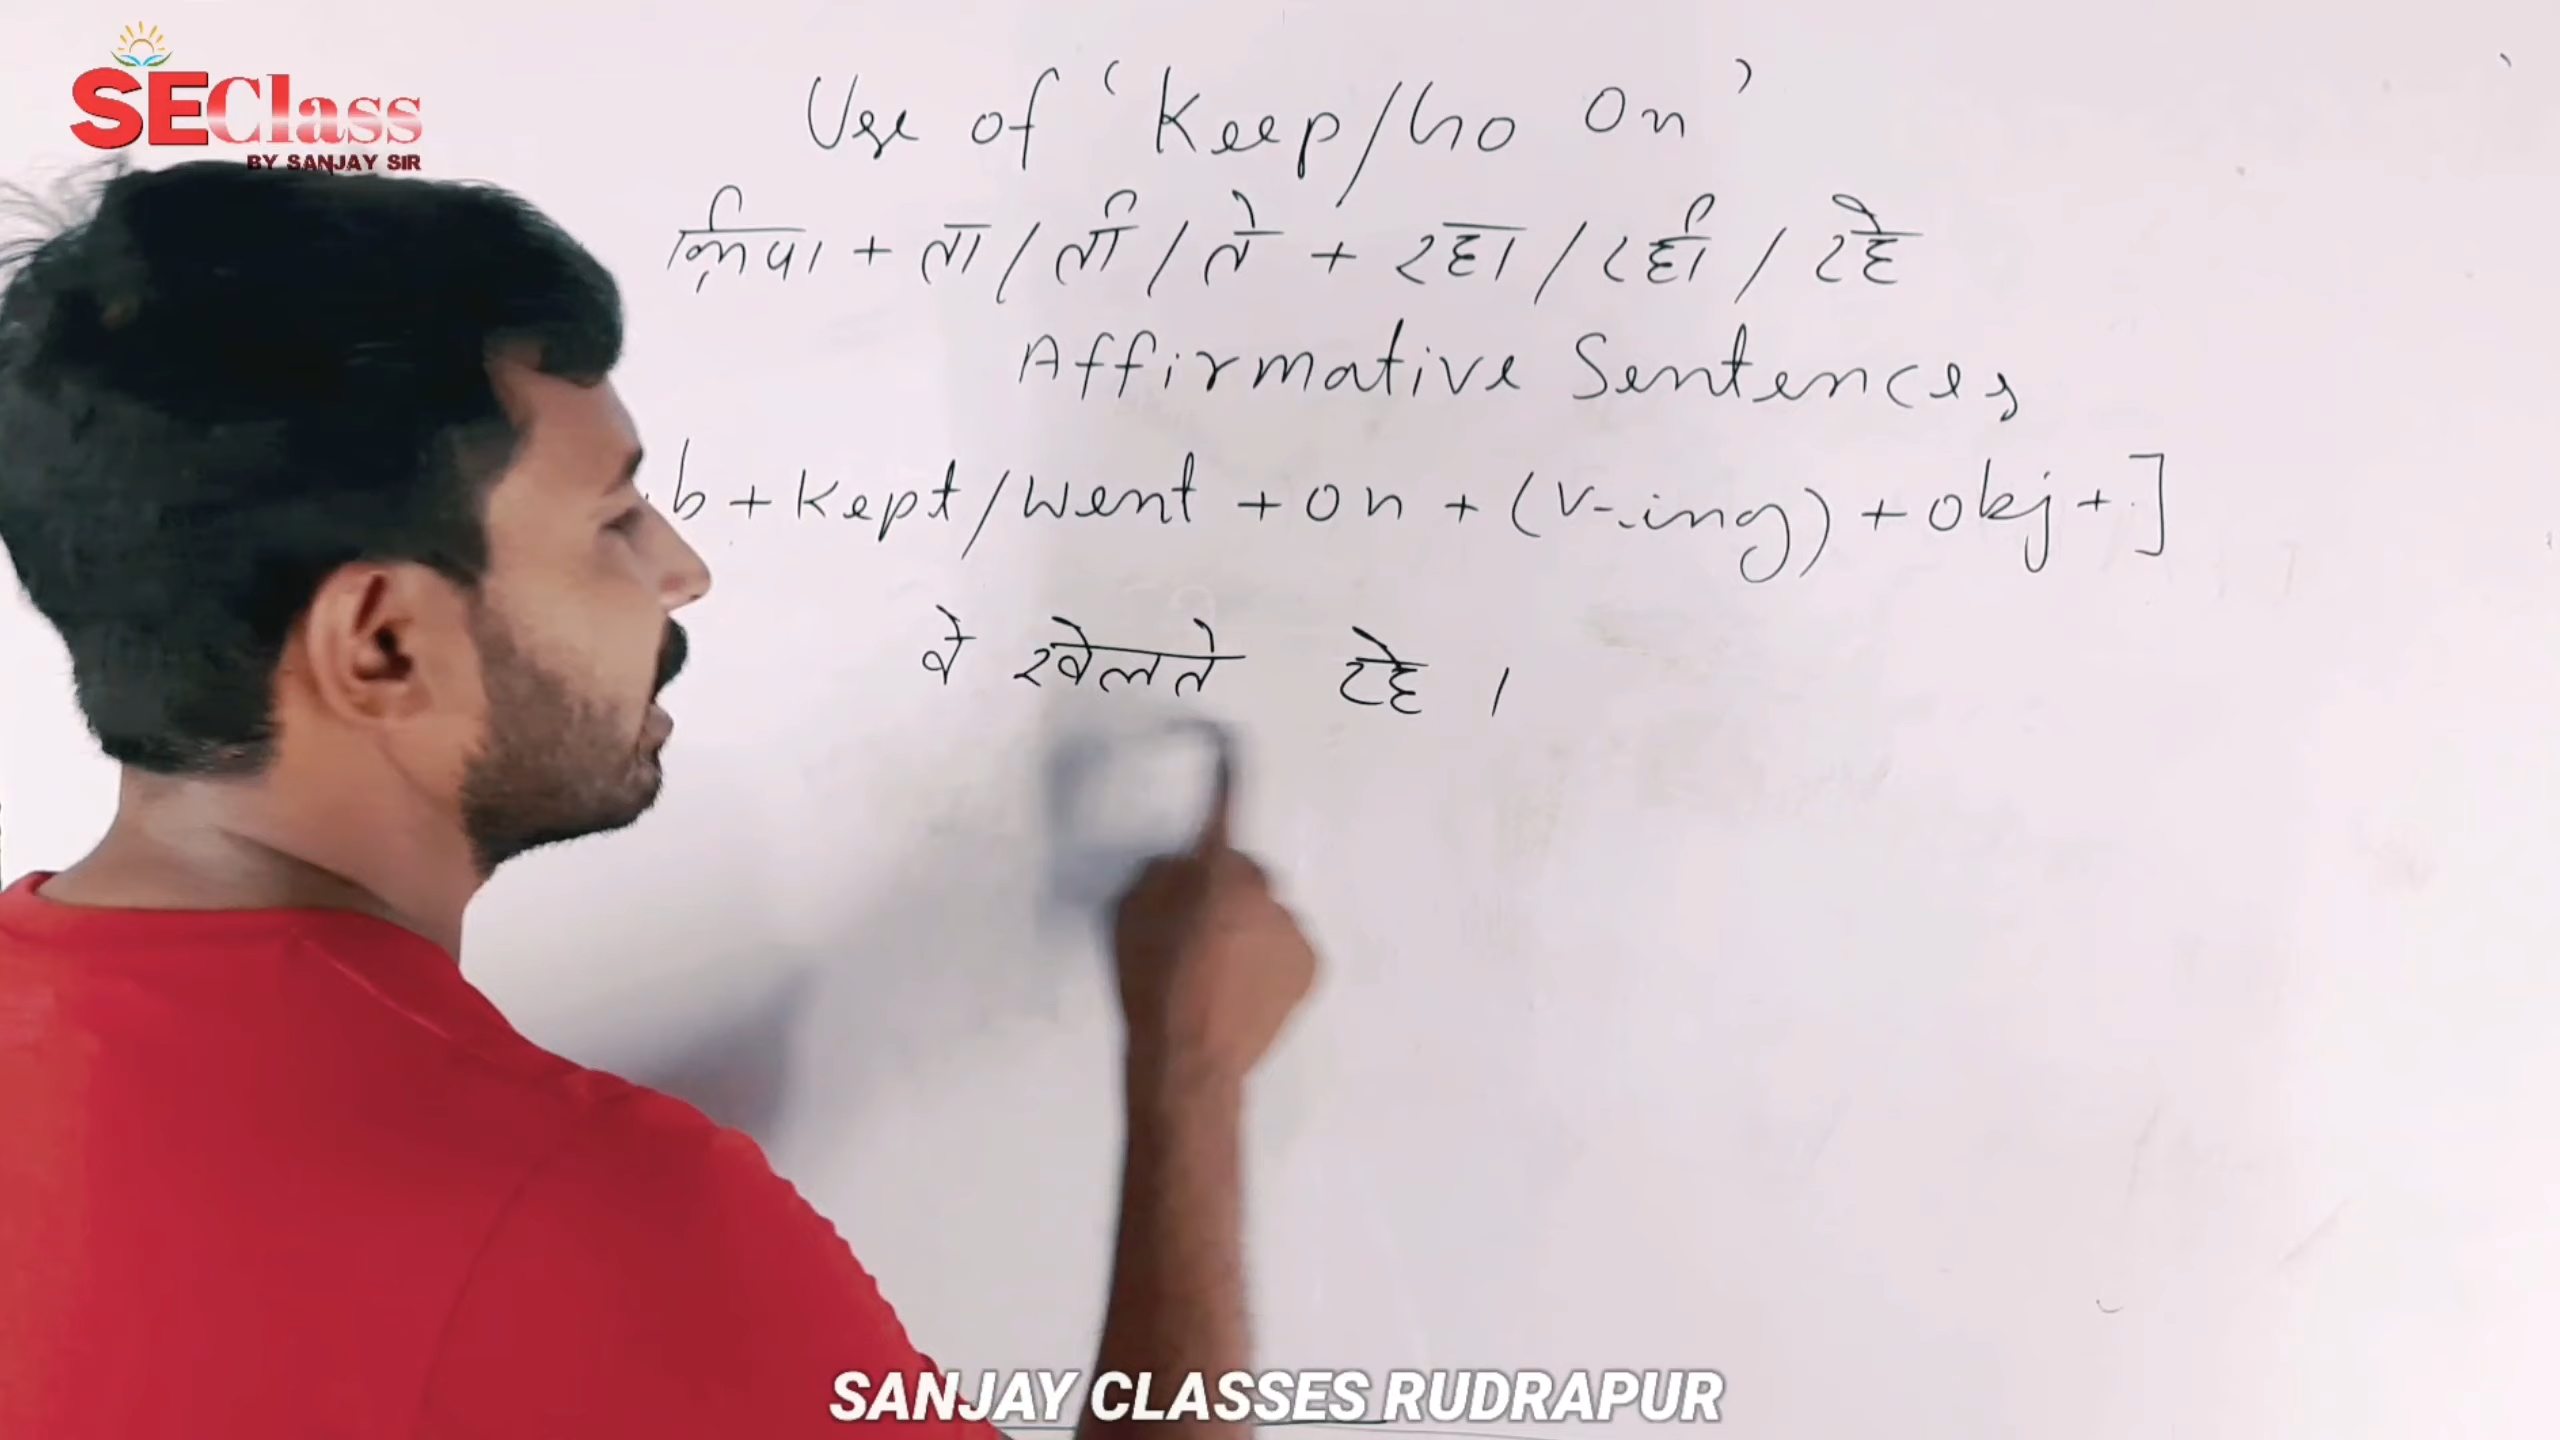 SEClass
BY SANJAY SIR
Use of ‘Keep/Go On’
क्रिया + ता / ती / ते + रहा / रही / रहे
Affirmative Sentences
b + kept/went + on + (v-ing) + obj + ]
वे खेलते रहे ।
SANJAY CLASSES RUDRAPUR